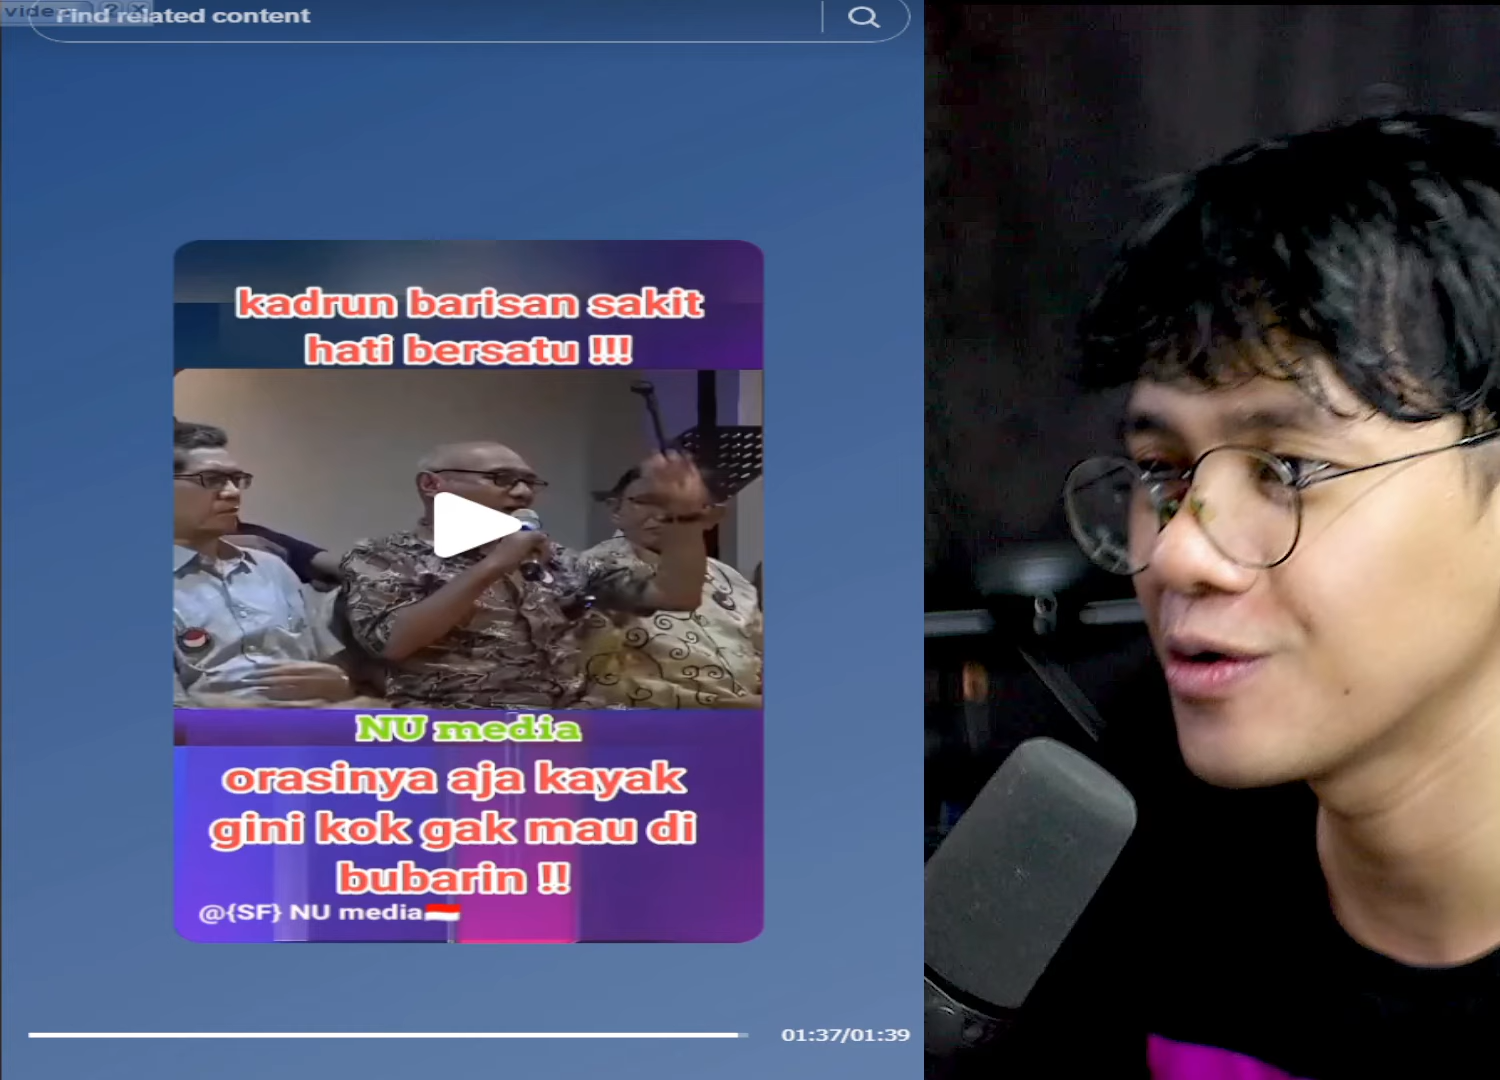 video
Find related content
kadrun barisan sakit
hati bersatu !!!
NU media
orasinya aja kayak
gini kok gak mau di
bubarin !!
@{SF} NU media🇮🇩
01:37/01:39